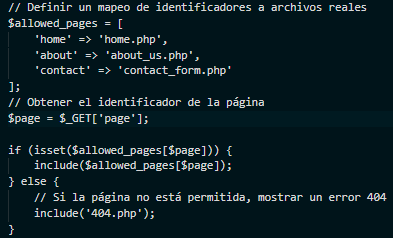 // Definir un mapeo de identificadores a archivos reales
$allowed_pages = [
    'home' => 'home.php',
    'about' => 'about_us.php',
    'contact' => 'contact_form.php'
];
// Obtener el identificador de la página
$page = $_GET['page'];

if (isset($allowed_pages[$page])) {
    include($allowed_pages[$page]);
} else {
    // Si la página no está permitida, mostrar un error 404
    include('404.php');
}